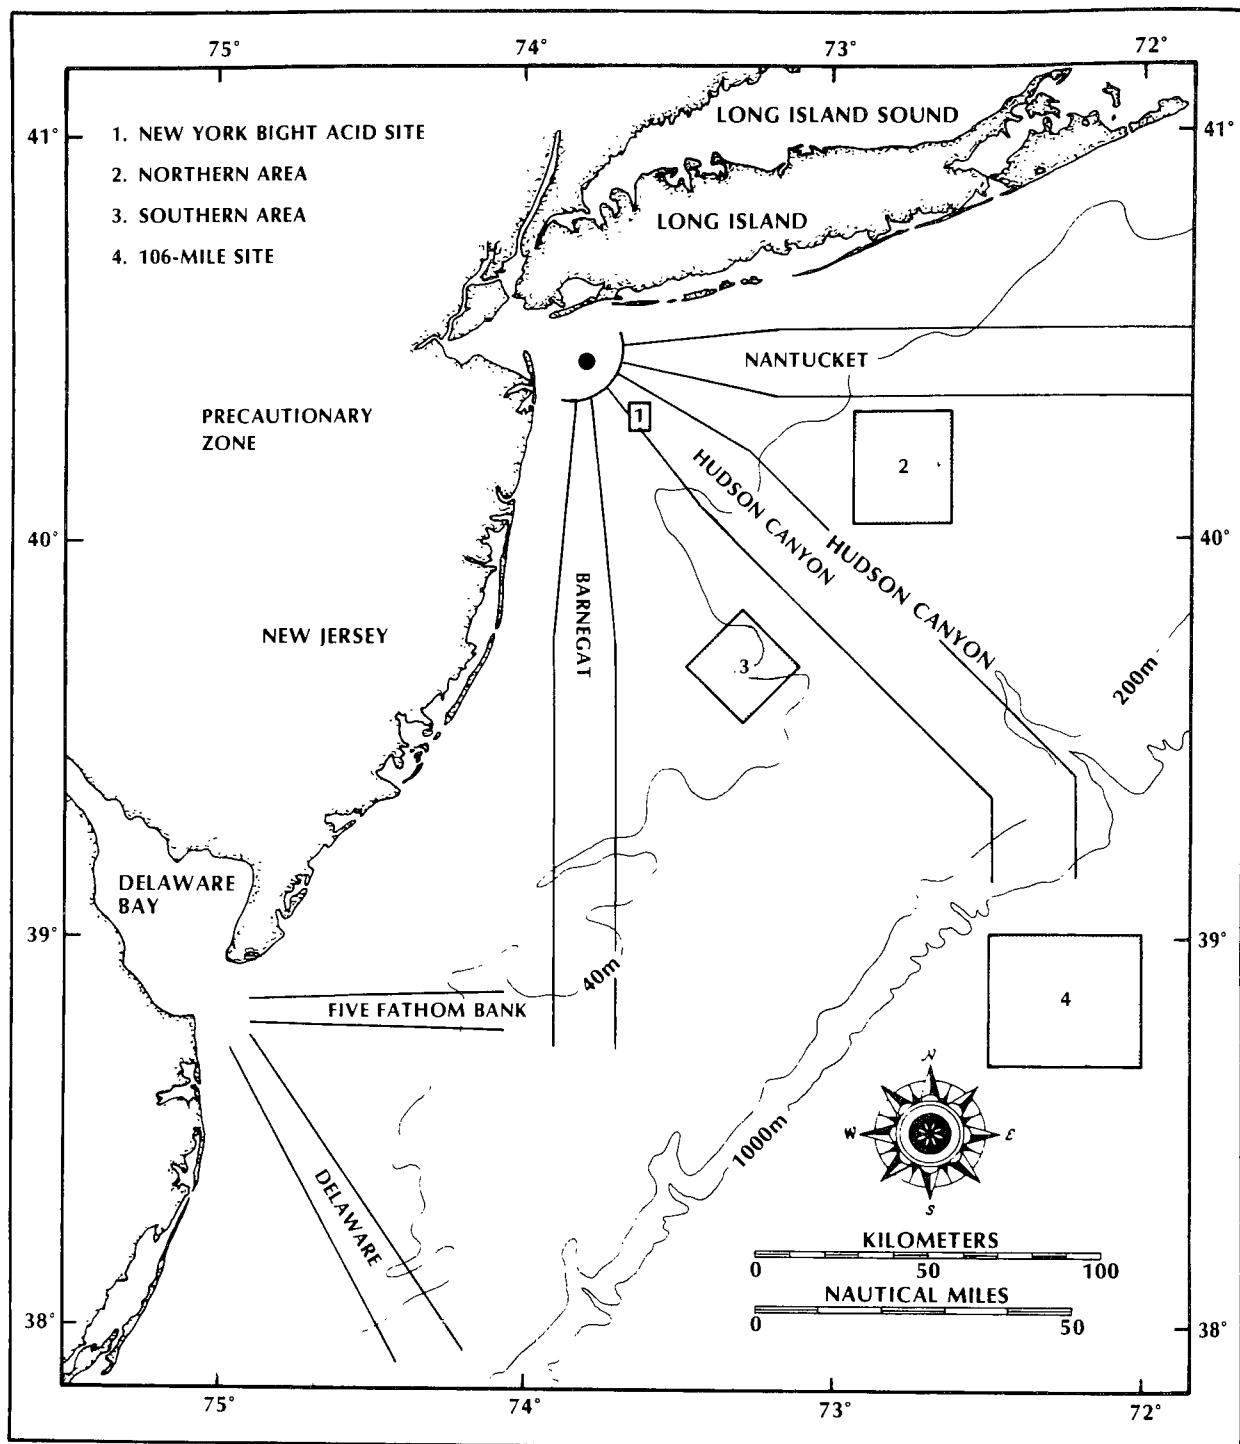 75° 74° 73° 72°
41° 41°
1. NEW YORK BIGHT ACID SITE
2. NORTHERN AREA
3. SOUTHERN AREA
4. 106-MILE SITE
LONG ISLAND SOUND
LONG ISLAND
NANTUCKET
PRECAUTIONARY
ZONE
1
2
HUDSON CANYON
HUDSON CANYON
40° 40°
BARNEGAT
NEW JERSEY
3
200m
DELAWARE
BAY
39° 39°
40m
4
FIVE FATHOM BANK
N
W E
S
1000m
DELAWARE
KILOMETERS
0 50 100
NAUTICAL MILES
0 50
38° 38°
75° 74° 73° 72°